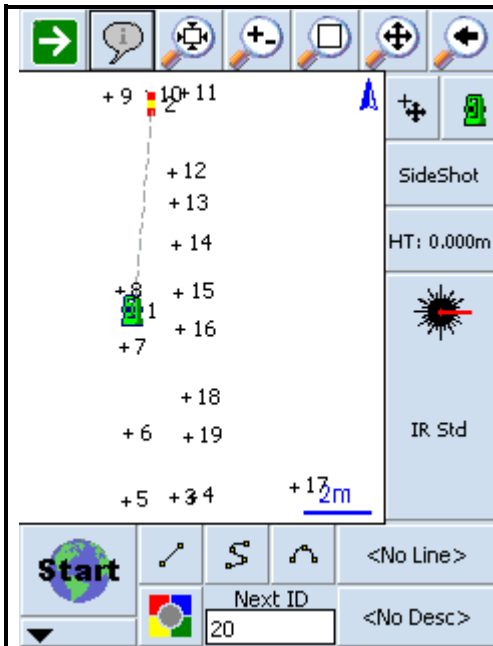 + 9 10 + 11
2
+ 12
+ 13
+ 14
+ 8 + 15
1
+ 16
+ 7
+ 18
+ 6 + 19
+ 17
+ 5 + 3 + 4
2m
SideShot
HT: 0.000m
IR Std
Start
<No Line>
Next ID
20
<No Desc>